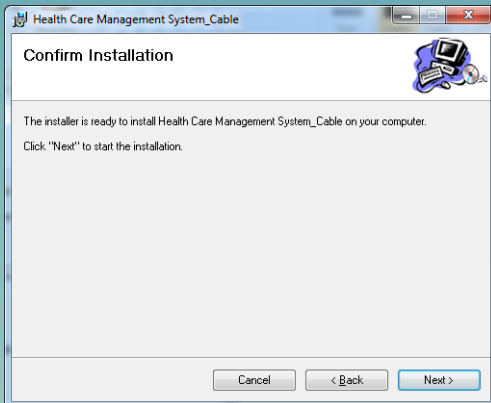 Health Care Management System_Cable
Confirm Installation
The installer is ready to install Health Care Management System_Cable on your computer.
Click "Next" to start the installation.
Cancel
< Back
Next >